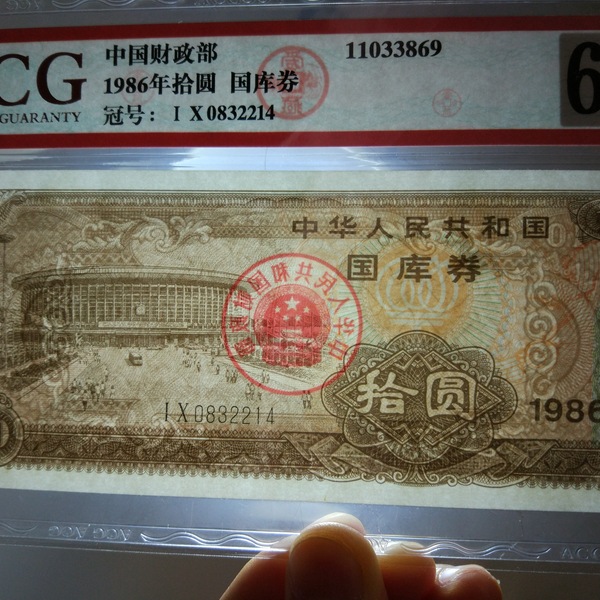 CG
GUARANTY
中国财政部
1986年拾圆 国库券
冠号: I X 0832214
11033869
6
中华人民共和国
国库券
拾圆
1986
I X 0832214